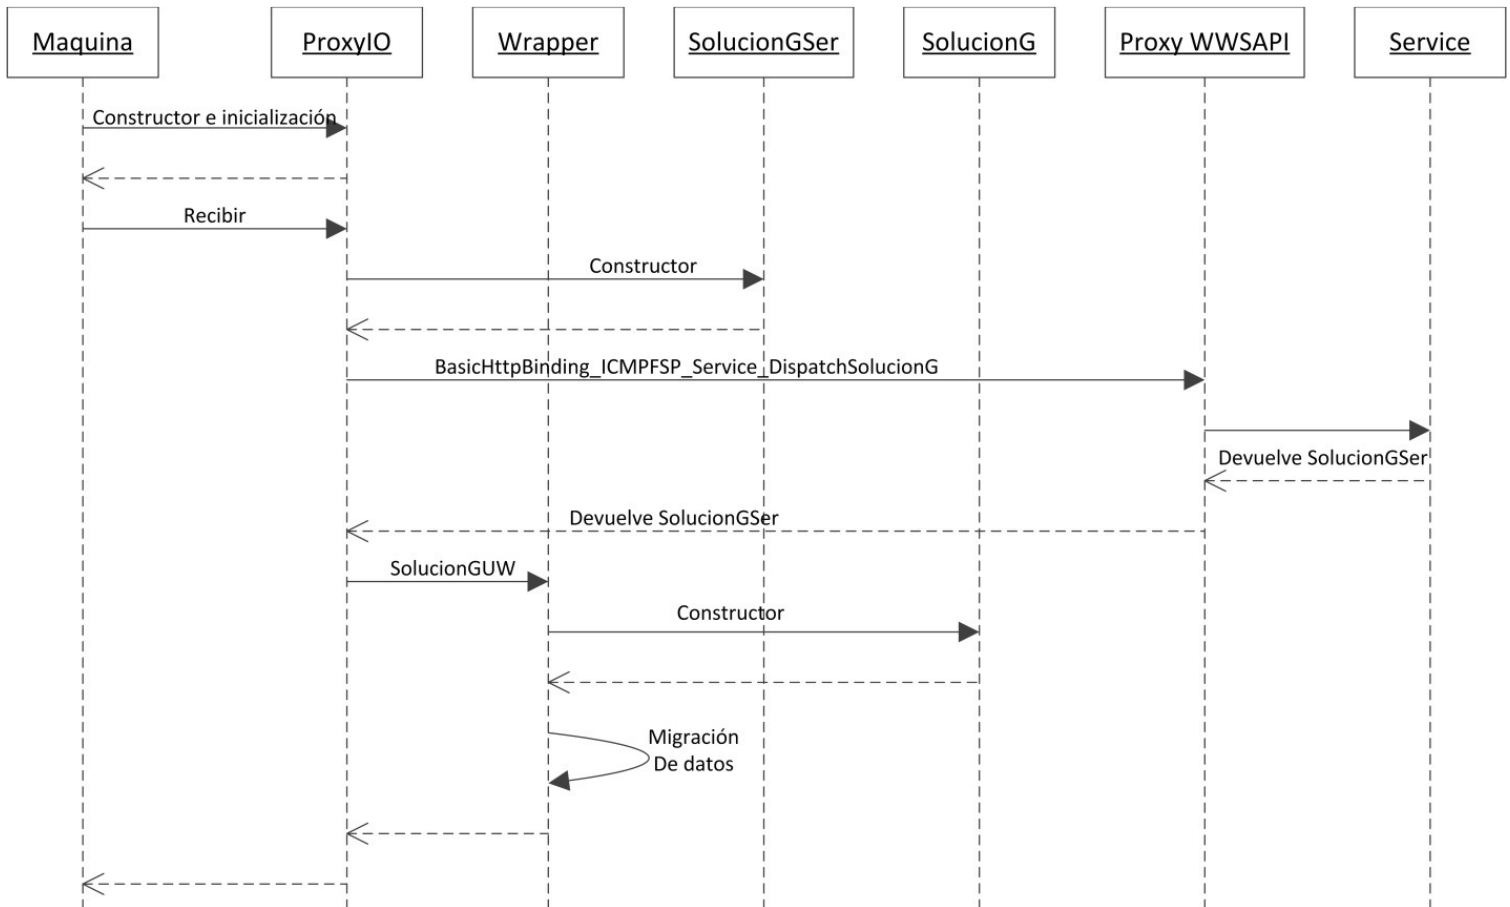 Maquina
ProxyIO
Wrapper
SolucionGSer
SolucionG
Proxy WWSAPI
Service
Constructor e inicialización
Recibir
Constructor
BasicHttpBinding_ICMPFSP_Service_DispatchSolucionG
Devuelve SolucionGSer
Devuelve SolucionGSer
SolucionGUW
Constructor
Migración
De datos